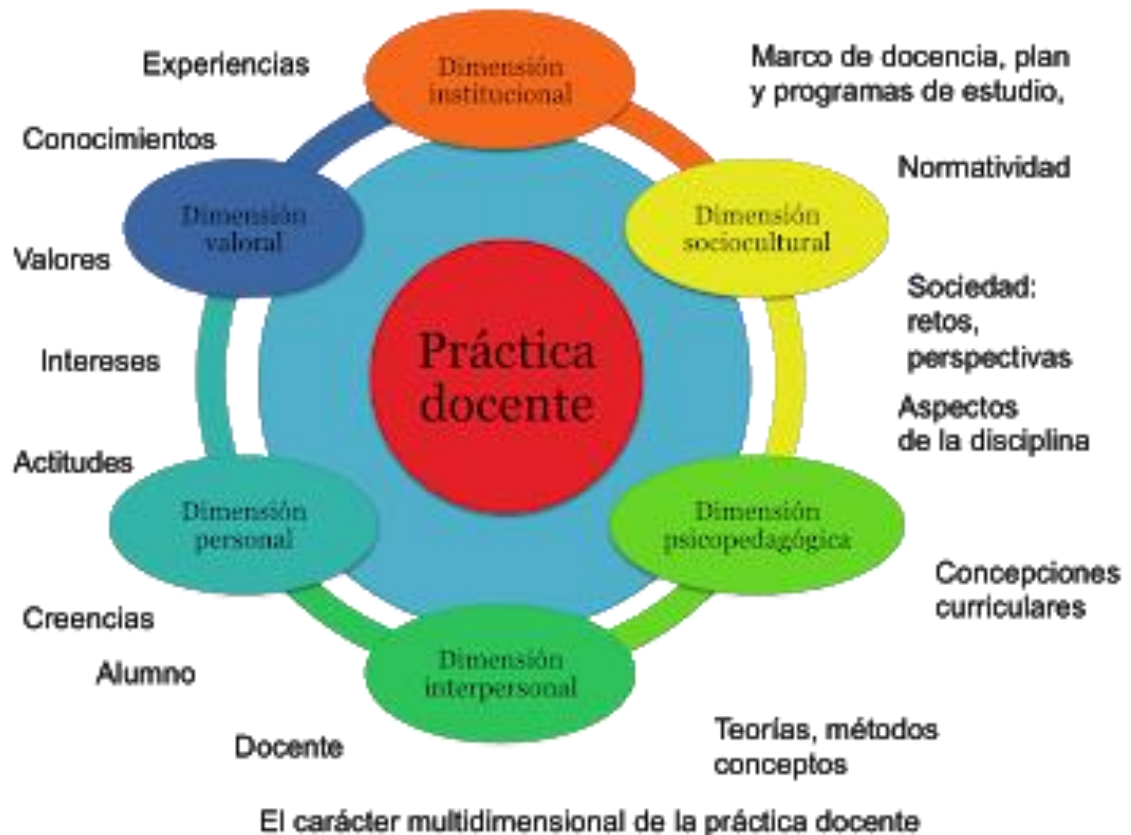 Experiencias
Dimensión
institucional
Marco de docencia, plan
y programas de estudio,
Conocimientos
Normatividad
Dimensión
valoral
Dimensión
sociocultural
Valores
Sociedad:
retos,
perspectivas
Práctica
docente
Intereses
Aspectos
de la disciplina
Actitudes
Dimensión
personal
Dimensión
psicopedagógica
Concepciones
curriculares
Creencias
Alumno
Dimensión
interpersonal
Docente
Teorías, métodos
conceptos
El carácter multidimensional de la práctica docente